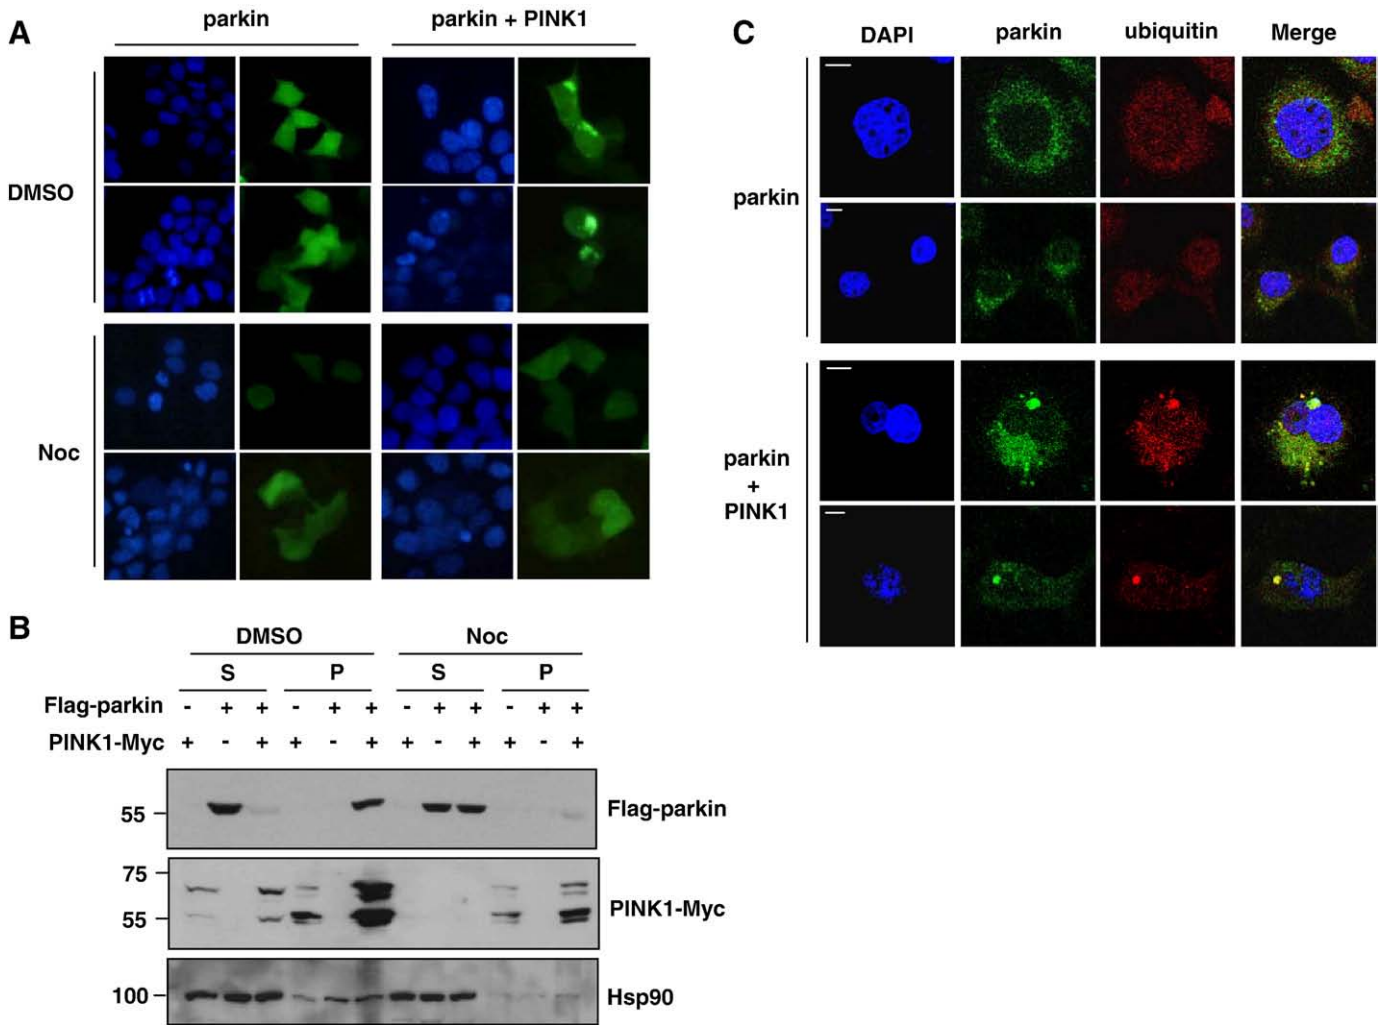 A
parkin
parkin + PINK1
DMSO
Noc
B
DMSO Noc
S P S P
Flag-parkin - + + - + + - + + - + +
PINK1-Myc + - + + - + + - + + - +
55 Flag-parkin
75
55 PINK1-Myc
100 Hsp90
C
DAPI parkin ubiquitin Merge
parkin
parkin
+
PINK1